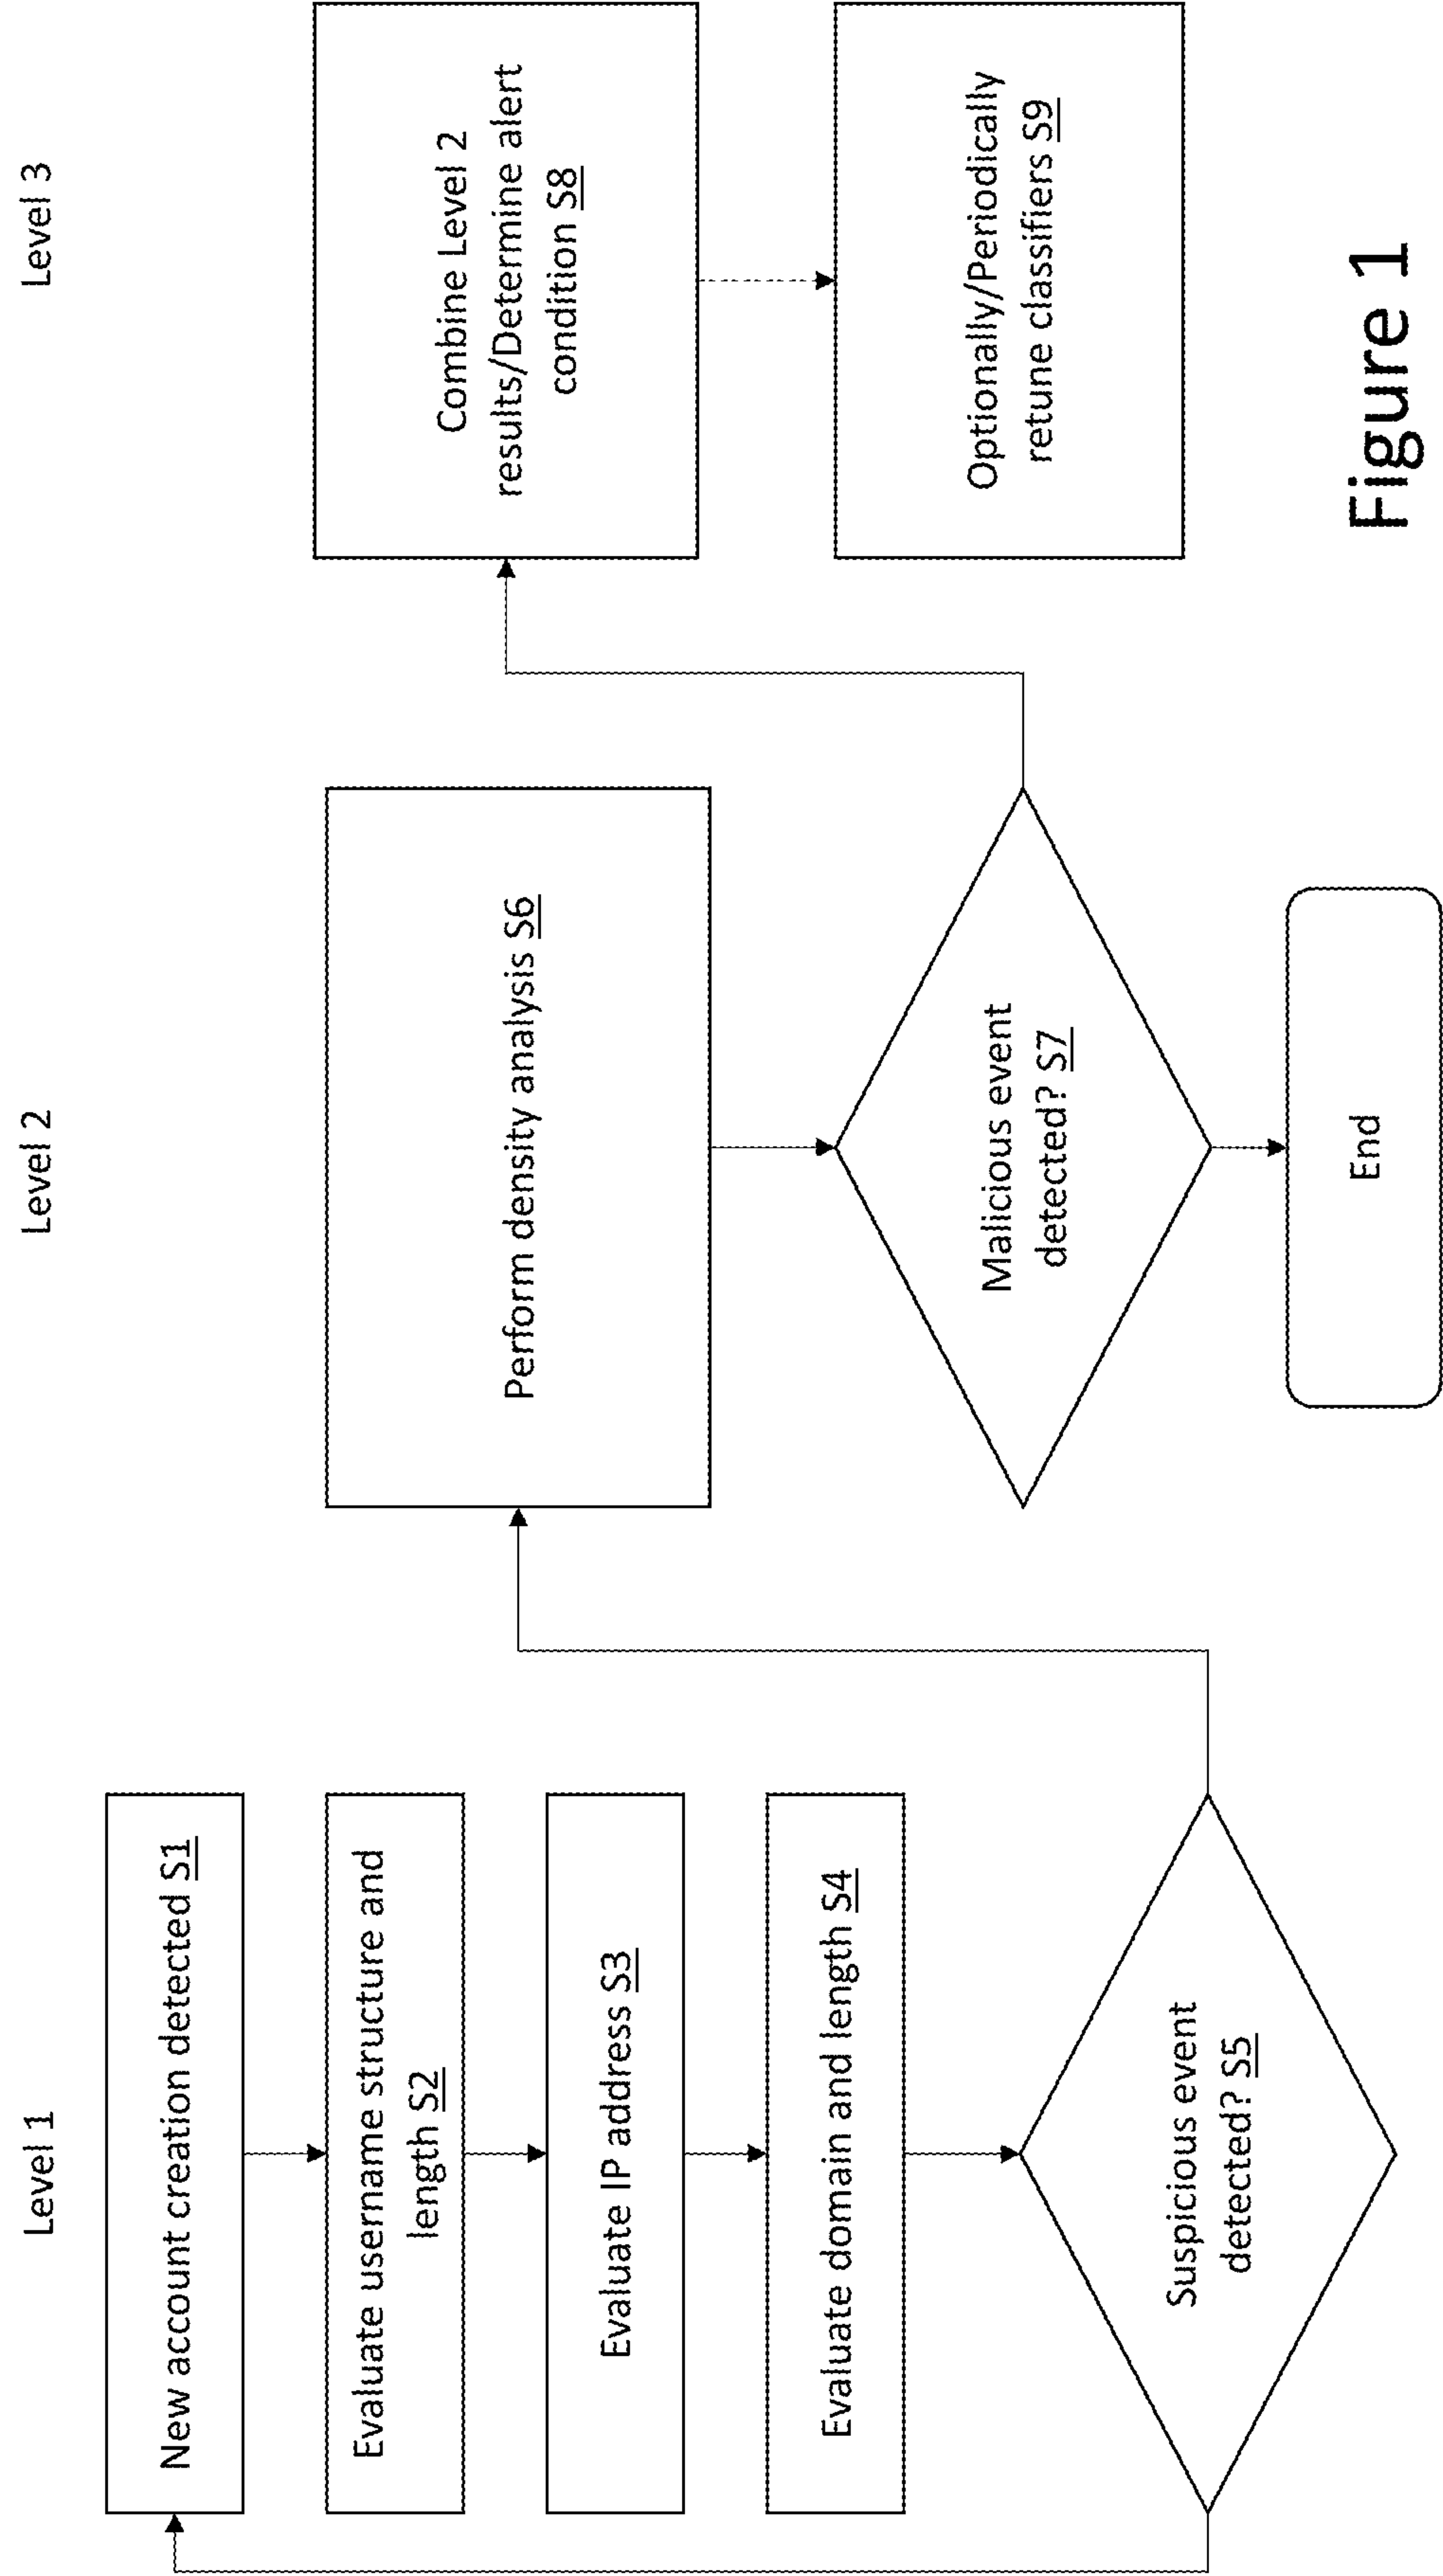 Level 1
New account creation detected S1
Evaluate username structure and
length S2
Evaluate IP address S3
Evaluate domain and length S4
Suspicious event
detected? S5
Level 2
Perform density analysis S6
Malicious event
detected? S7
End
Level 3
Combine Level 2
results/Determine alert
condition S8
Optionally/Periodically
retune classifiers S9
Figure 1